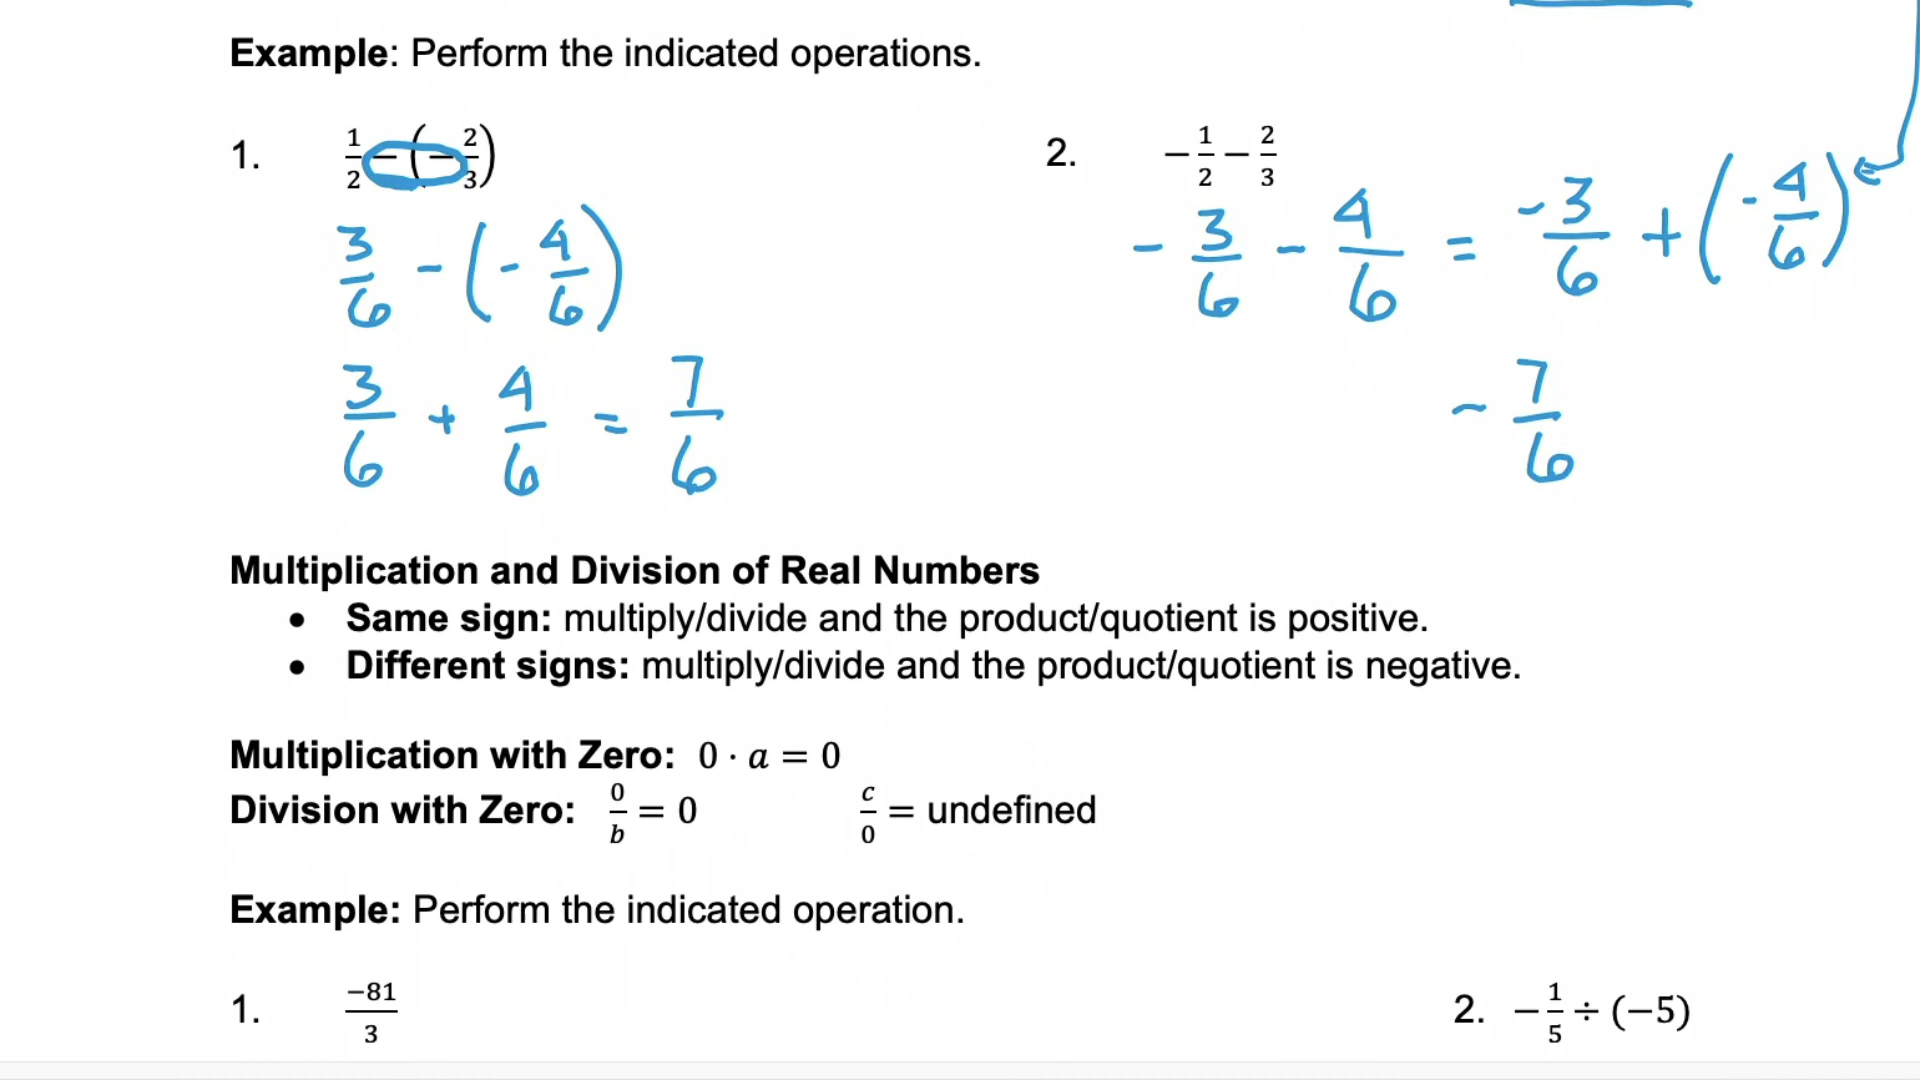 Example: Perform the indicated operations.
1. 1/2 − (− 2/3)
2. − 1/2 − 2/3
3/6 - (- 4/6)
- 3/6 - 4/6 = -3/6 + (- 4/6)
3/6 + 4/6 = 7/6
- 7/6
Multiplication and Division of Real Numbers
• Same sign: multiply/divide and the product/quotient is positive.
• Different signs: multiply/divide and the product/quotient is negative.
Multiplication with Zero: 0 · a = 0
Division with Zero: 0/b = 0 c/0 = undefined
Example: Perform the indicated operation.
1. −81/3
2. − 1/5 ÷ (−5)